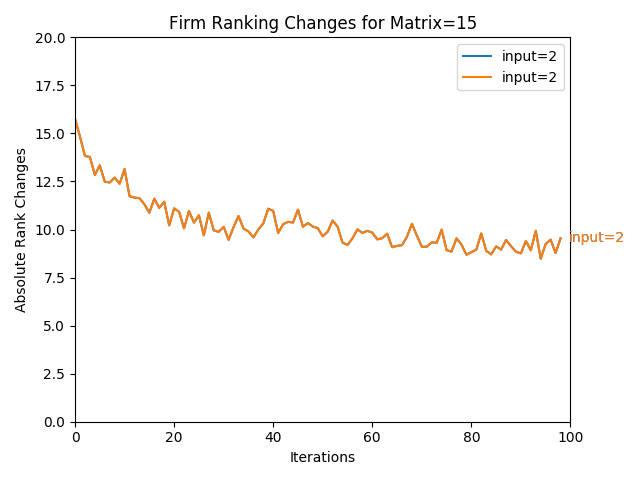 Firm Ranking Changes for Matrix=15
20.0
17.5
15.0
12.5
10.0
7.5
5.0
2.5
0.0
Absolute Rank Changes
input=2
input=2
input=2
0
20
40
60
80
100
Iterations